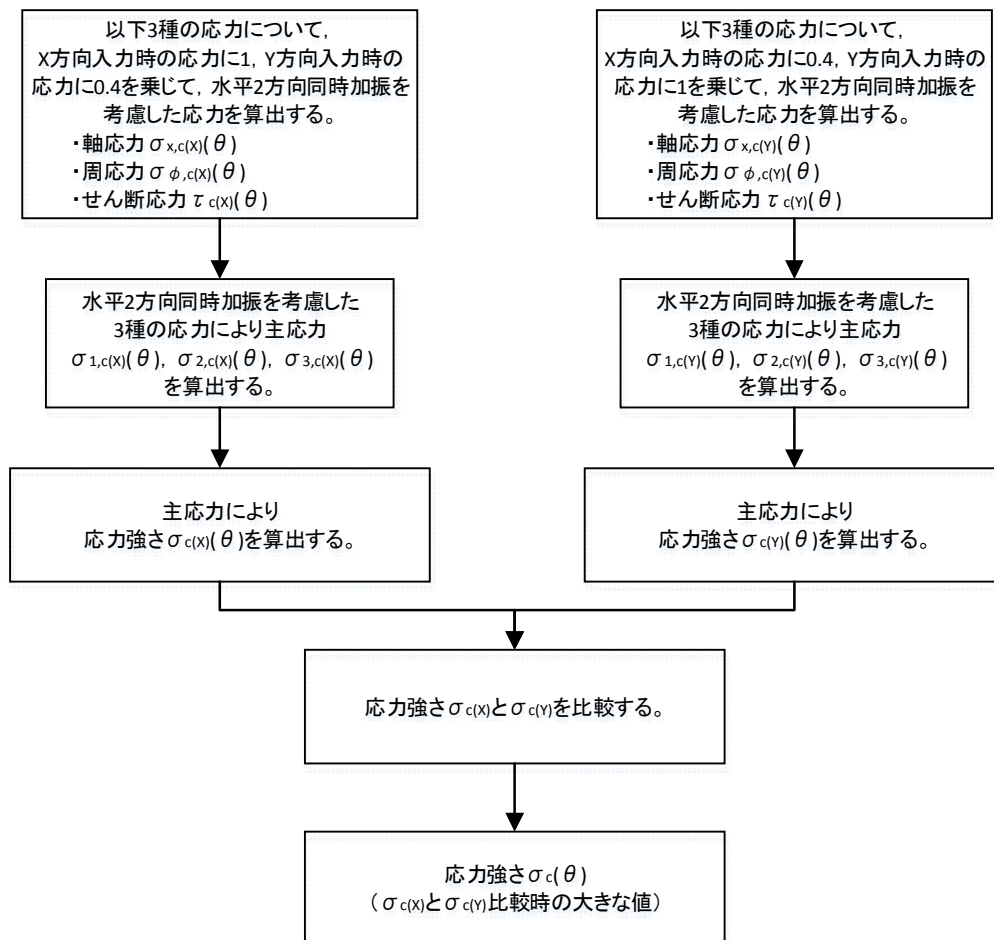 以下3種の応力について,
X方向入力時の応力に1, Y方向入力時の
応力に0.4を乗じて, 水平2方向同時加振を
考慮した応力を算出する。
・軸応力σx,c(X)(θ)
・周応力σφ,c(X)(θ)
・せん断応力τc(X)(θ)
以下3種の応力について,
X方向入力時の応力に0.4, Y方向入力時の
応力に1を乗じて, 水平2方向同時加振を
考慮した応力を算出する。
・軸応力σx,c(Y)(θ)
・周応力σφ,c(Y)(θ)
・せん断応力τc(Y)(θ)
水平2方向同時加振を考慮した
3種の応力により主応力
σ1,c(X)(θ), σ2,c(X)(θ), σ3,c(X)(θ)
を算出する。
水平2方向同時加振を考慮した
3種の応力により主応力
σ1,c(Y)(θ), σ2,c(Y)(θ), σ3,c(Y)(θ)
を算出する。
主応力により
応力強さσc(X)(θ)を算出する。
主応力により
応力強さσc(Y)(θ)を算出する。
応力強さσc(X)とσc(Y)を比較する。
応力強さσc(θ)
(σc(X)とσc(Y)比較時の大きな値)